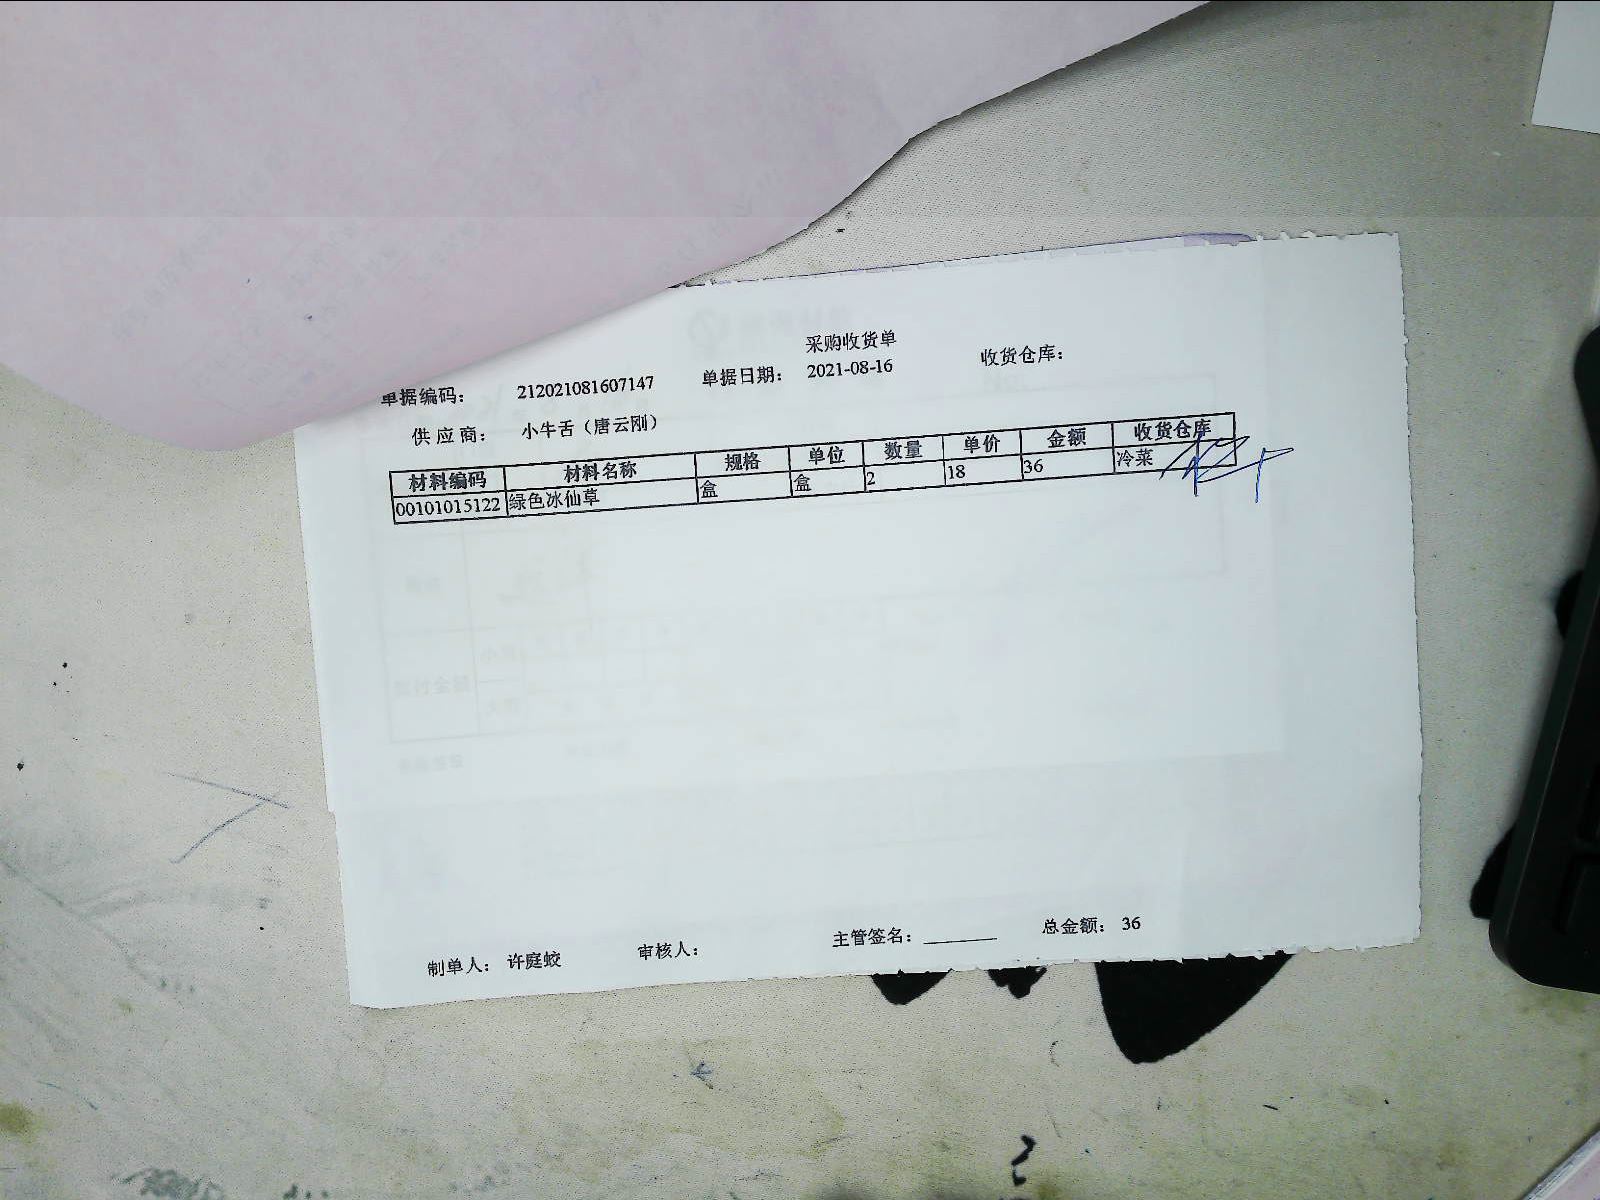 采购收货单
单据编码： 212021081607147 单据日期： 2021-08-16 收货仓库：
供 应 商： 小牛舌（唐云刚）
材料编码 材料名称 规格 单位 数量 单价 金额 收货仓库
00101015122 绿色冰仙草 盒 盒 2 18 36 冷菜
制单人： 许庭蛟 审核人： 主管签名： 总金额： 36